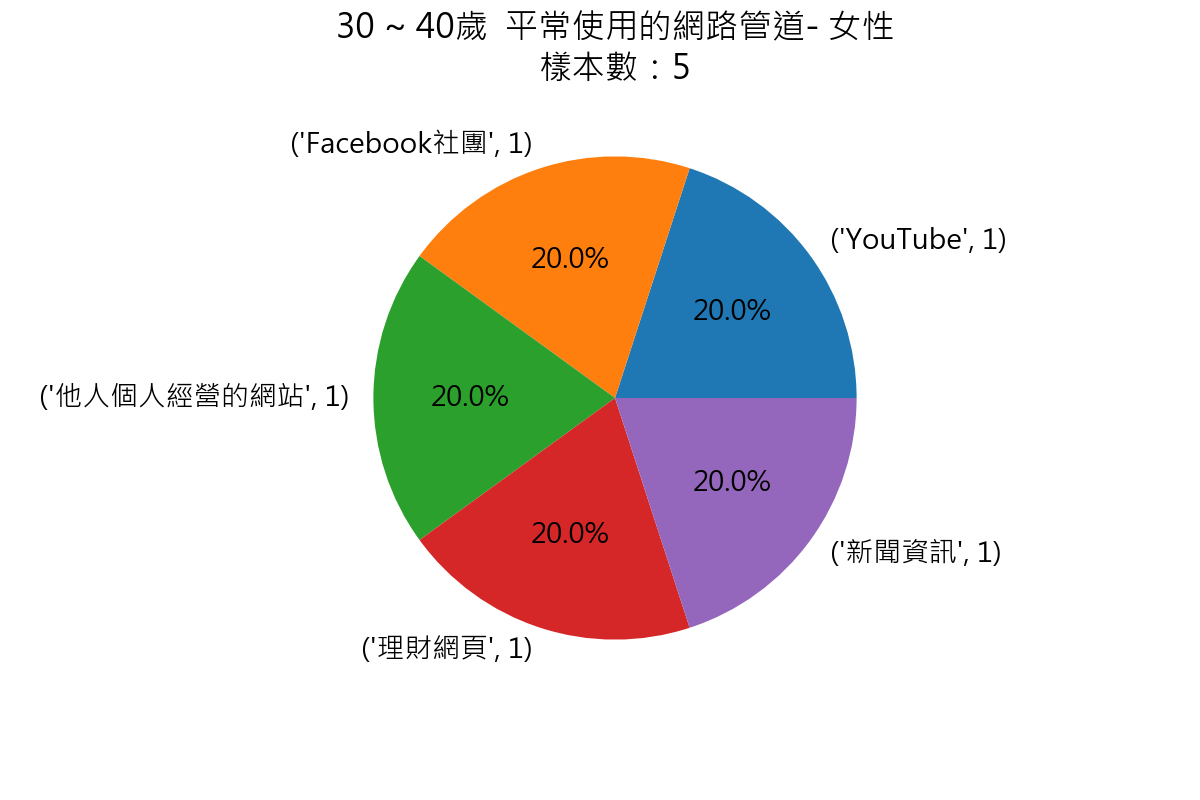 30 ~ 40歲 平常使用的網路管道- 女性
樣本數：5
('Facebook社團', 1)
('YouTube', 1)
20.0%
20.0%
('他人個人經營的網站', 1)
20.0%
20.0%
20.0%
('新聞資訊', 1)
('理財網頁', 1)